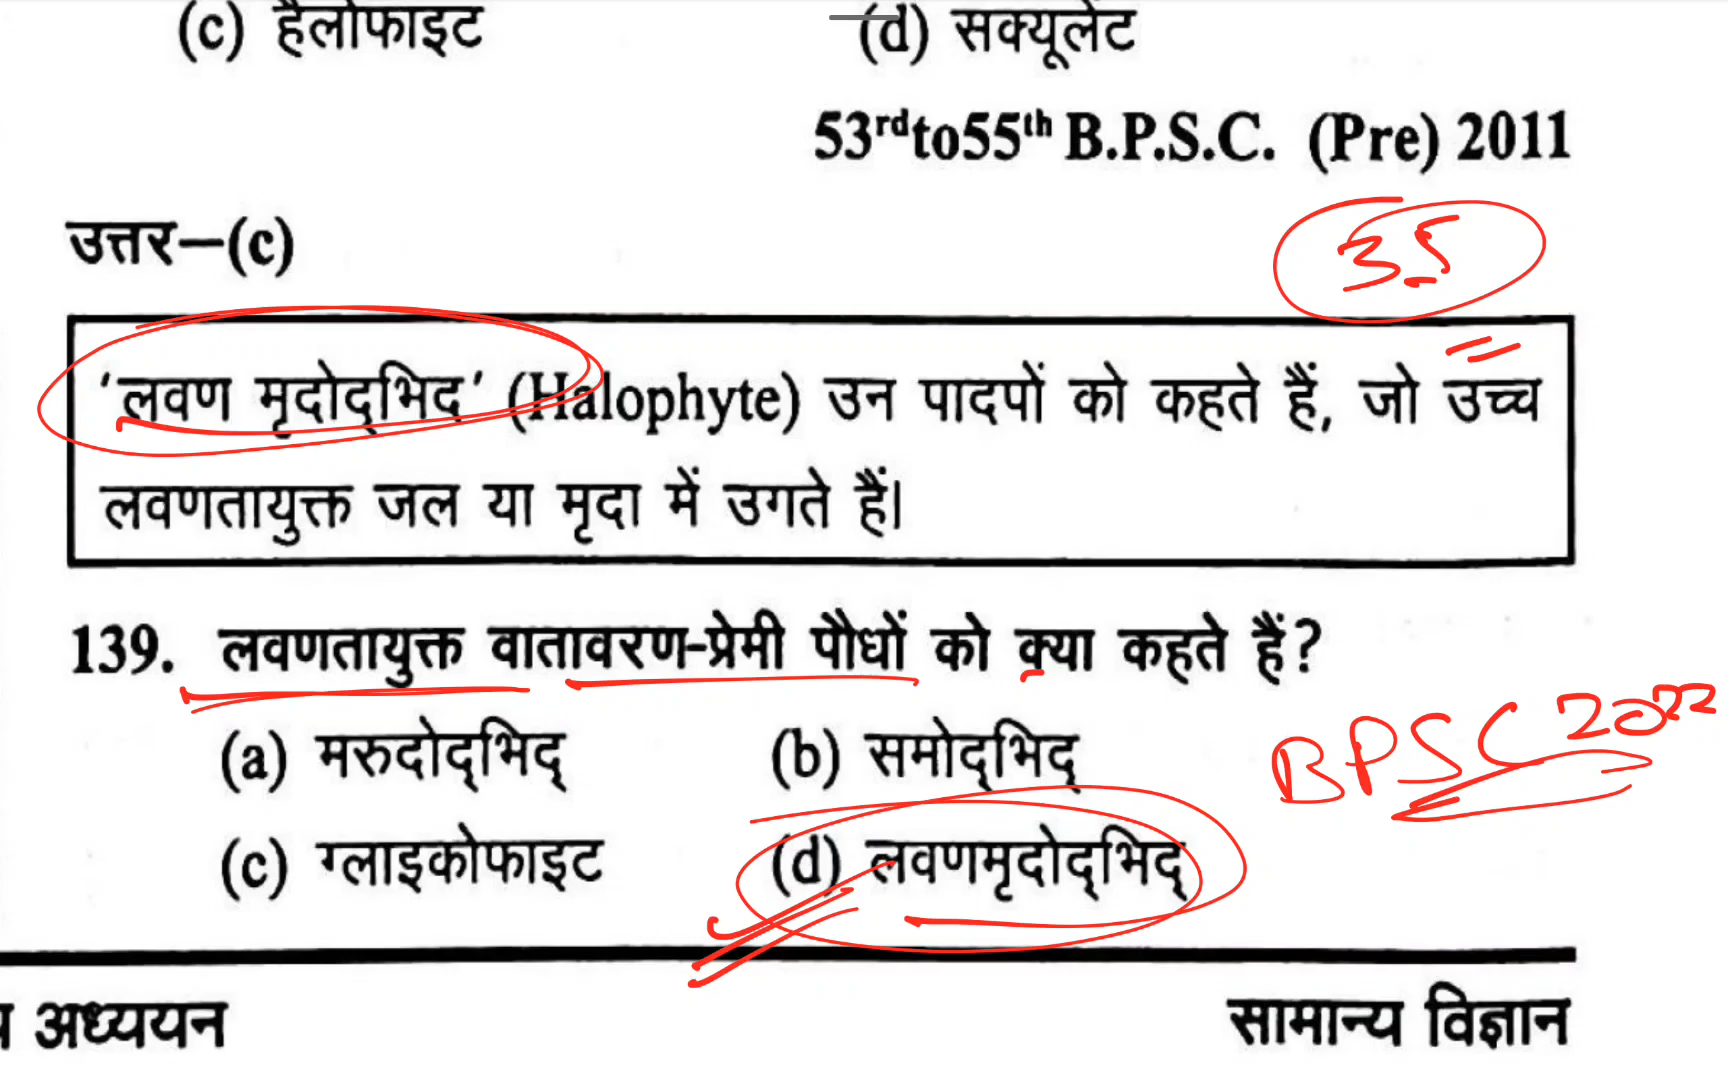 (c) हैलोफाइट (d) सक्यूलेंट
53rdto55th B.P.S.C. (Pre) 2011
उत्तर–(c)
35
'लवण मृदोद्भिद' (Halophyte) उन पादपों को कहते हैं, जो उच्च
लवणतायुक्त जल या मृदा में उगते हैं।
139. लवणतायुक्त वातावरण-प्रेमी पौधों को क्या कहते हैं?
(a) मरुदोद्भिद् (b) समोद्भिद्
BPSC 2022
(c) ग्लाइकोफाइट (d) लवणमृदोद्भिद्
अध्ययन सामान्य विज्ञान